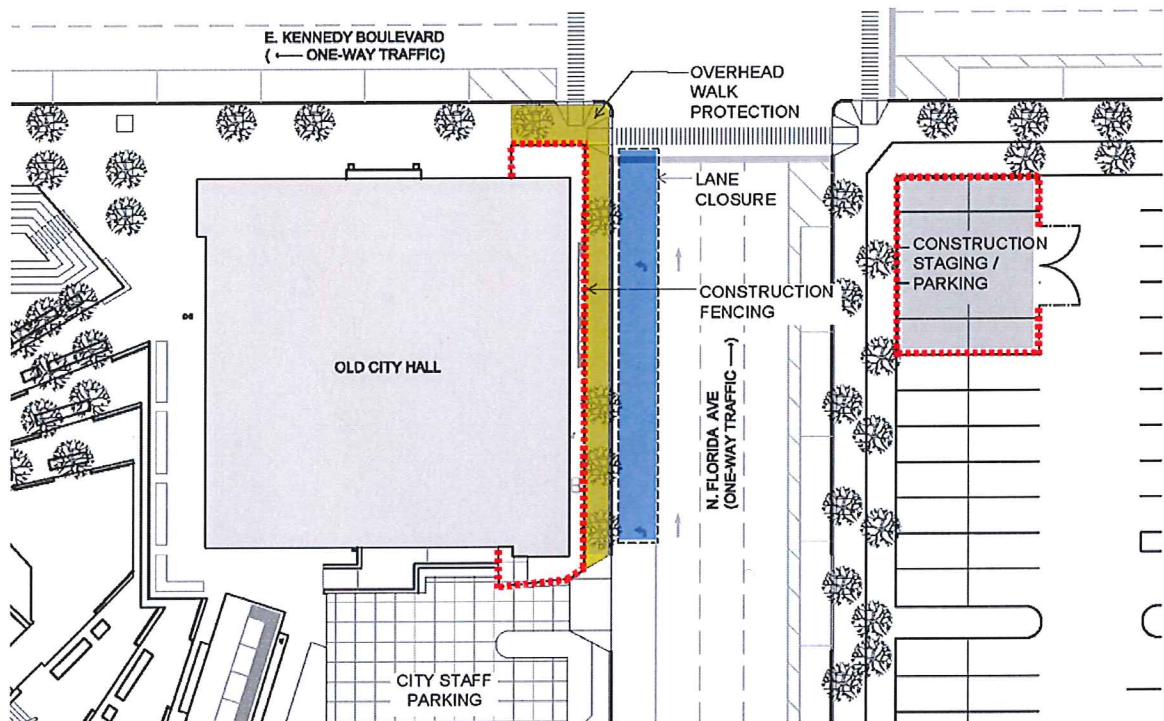 E. KENNEDY BOULEVARD
(← ONE-WAY TRAFFIC)
OVERHEAD
WALK
PROTECTION
LANE
CLOSURE
CONSTRUCTION
STAGING /
PARKING
CONSTRUCTION
FENCING
OLD CITY HALL
N. FLORIDA AVE
(ONE-WAY TRAFFIC →)
CITY STAFF
PARKING